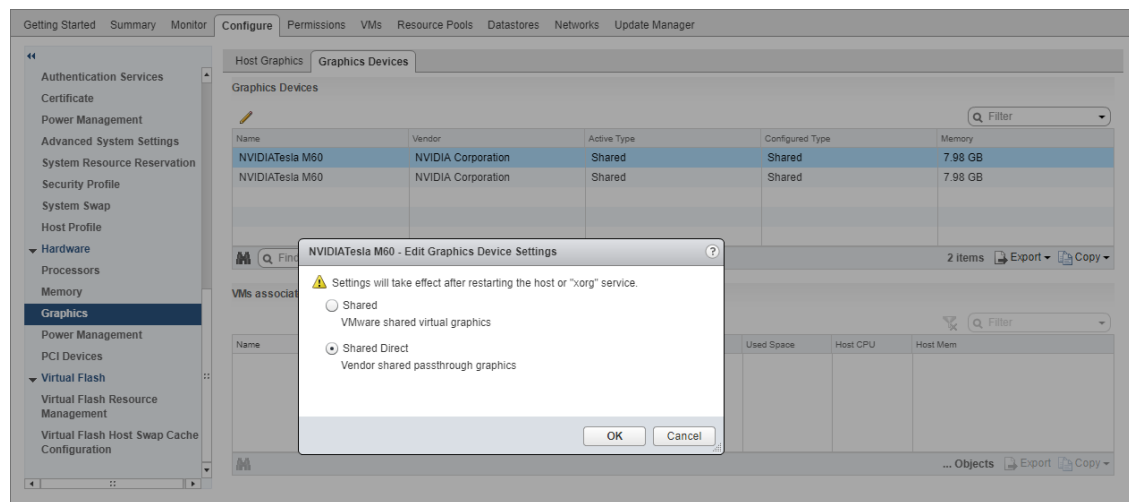 Getting Started Summary Monitor Configure Permissions VMs Resource Pools Datastores Networks Update Manager
Authentication Services
Certificate
Power Management
Advanced System Settings
System Resource Reservation
Security Profile
System Swap
Host Profile
Hardware
Processors
Memory
Graphics
Power Management
PCI Devices
Virtual Flash
Virtual Flash Resource
Management
Virtual Flash Host Swap Cache
Configuration
Host Graphics Graphics Devices
Graphics Devices
Filter
Name Vendor Active Type Configured Type Memory
NVIDIATesla M60 NVIDIA Corporation Shared Shared 7.98 GB
NVIDIATesla M60 NVIDIA Corporation Shared Shared 7.98 GB
2 items Export Copy
VMs associat
Filter
Name Used Space Host CPU Host Mem
... Objects Export Copy
NVIDIATesla M60 - Edit Graphics Device Settings ?
Settings will take effect after restarting the host or "xorg" service.
Shared
VMware shared virtual graphics
Shared Direct
Vendor shared passthrough graphics
OK Cancel